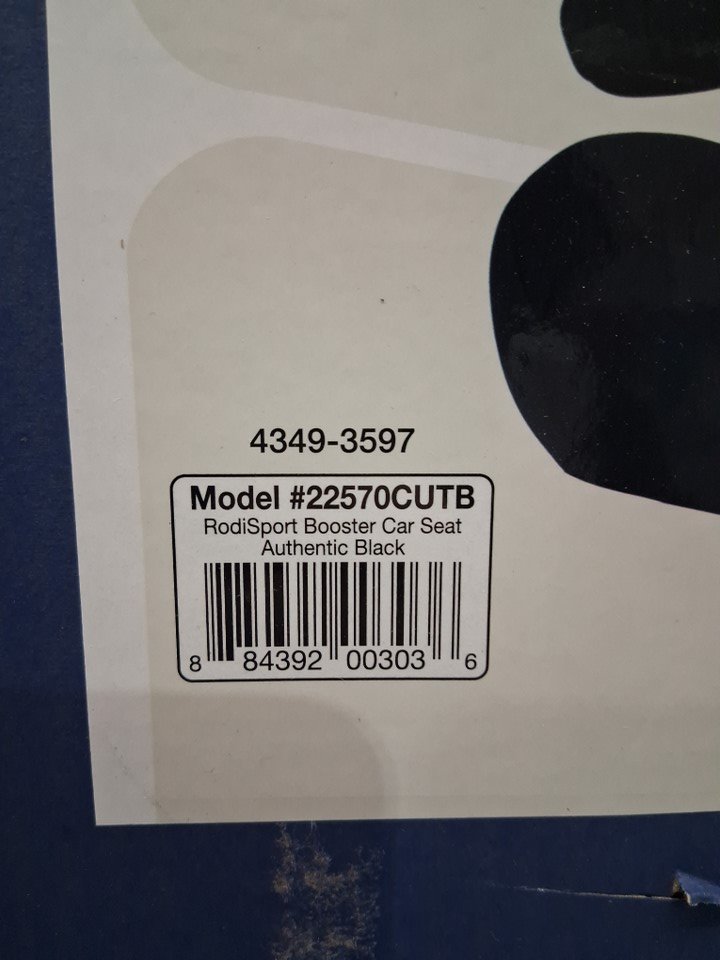 4349-3597
Model #22570CUTB
RodiSport Booster Car Seat
Authentic Black
8 84392 00303 6